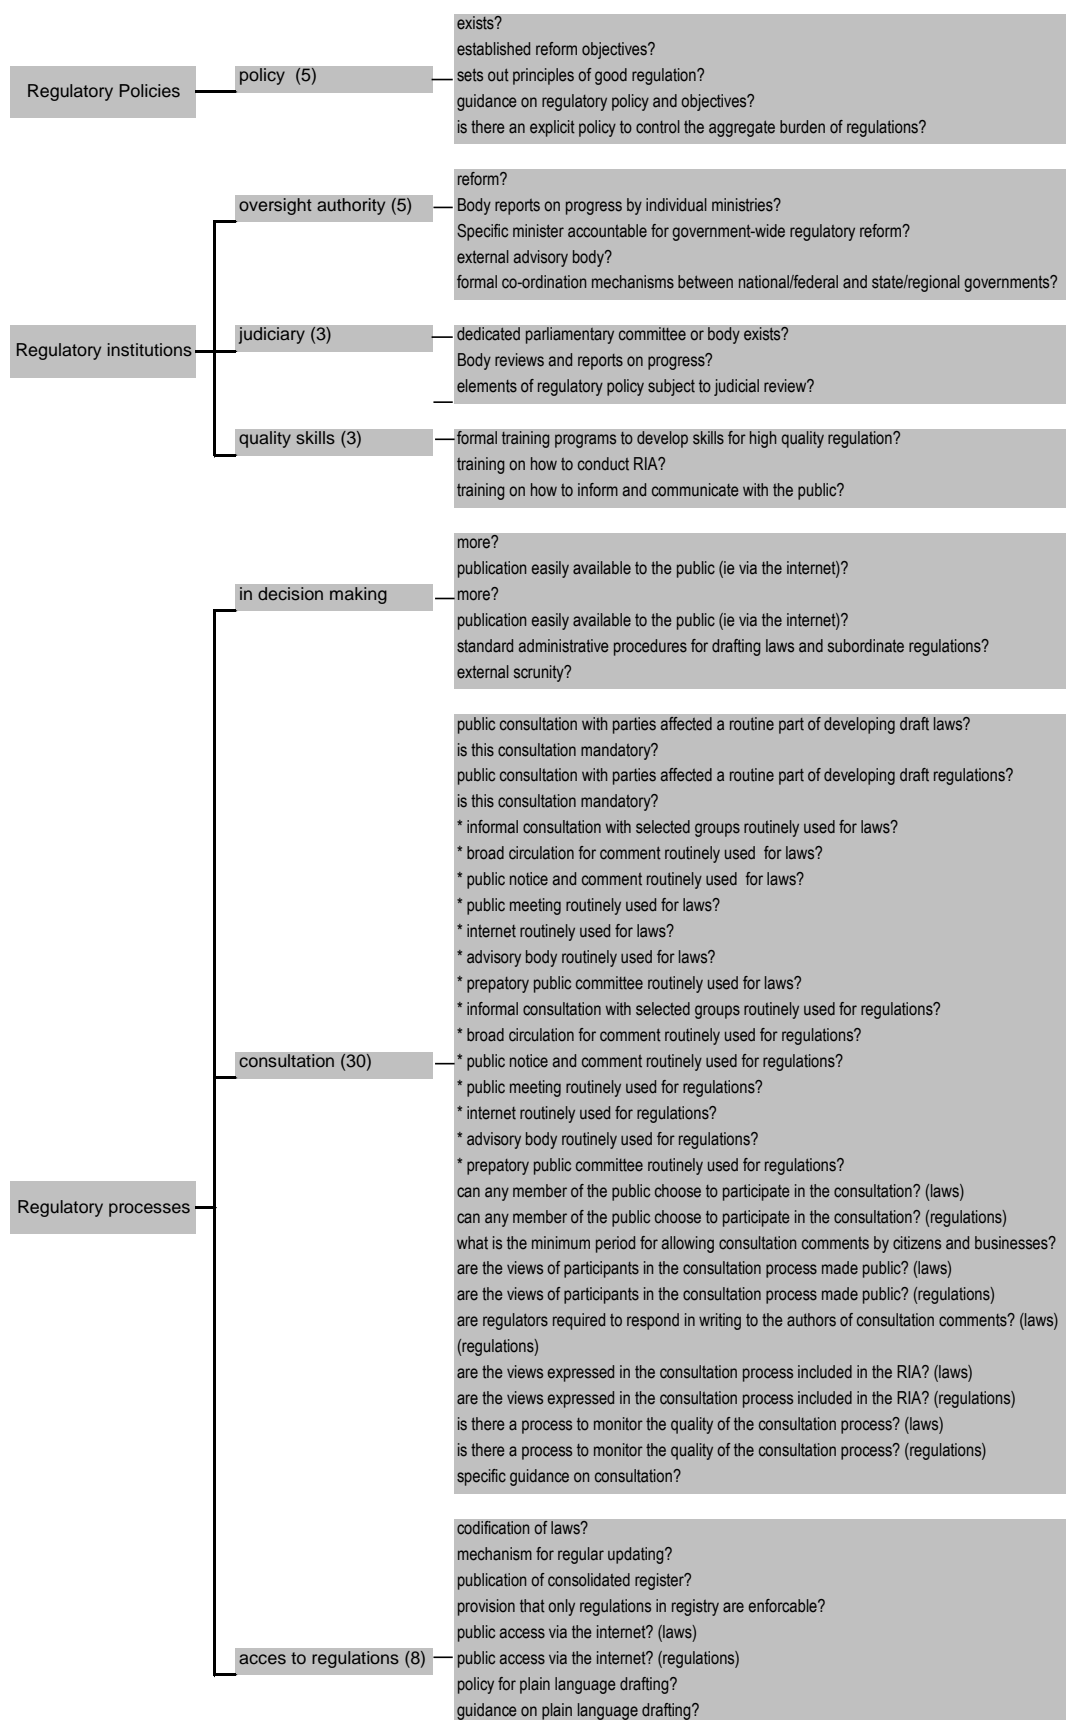 Regulatory Policies
policy  (5)
exists?
established reform objectives?
sets out principles of good regulation?
guidance on regulatory policy and objectives?
is there an explicit policy to control the aggregate burden of regulations?
Regulatory institutions
oversight authority (5)
reform?
Body reports on progress by individual ministries?
Specific minister accountable for government-wide regulatory reform?
external advisory body?
formal co-ordination mechanisms between national/federal and state/regional governments?
judiciary (3)
dedicated parliamentary committee or body exists?
Body reviews and reports on progress?
elements of regulatory policy subject to judicial review?
quality skills (3)
formal training programs to develop skills for high quality regulation?
training on how to conduct RIA?
training on how to inform and communicate with the public?
Regulatory processes
in decision making
more?
publication easily available to the public (ie via the internet)?
more?
publication easily available to the public (ie via the internet)?
standard administrative procedures for drafting laws and subordinate regulations?
external scrunity?
consultation (30)
public consultation with parties affected a routine part of developing draft laws?
is this consultation mandatory?
public consultation with parties affected a routine part of developing draft regulations?
is this consultation mandatory?
* informal consultation with selected groups routinely used for laws?
* broad circulation for comment routinely used  for laws?
* public notice and comment routinely used  for laws?
* public meeting routinely used for laws?
* internet routinely used for laws?
* advisory body routinely used for laws?
* prepatory public committee routinely used for laws?
* informal consultation with selected groups routinely used for regulations?
* broad circulation for comment routinely used for regulations?
* public notice and comment routinely used for regulations?
* public meeting routinely used for regulations?
* internet routinely used for regulations?
* advisory body routinely used for regulations?
* prepatory public committee routinely used for regulations?
can any member of the public choose to participate in the consultation? (laws)
can any member of the public choose to participate in the consultation? (regulations)
what is the minimum period for allowing consultation comments by citizens and businesses?
are the views of participants in the consultation process made public? (laws)
are the views of participants in the consultation process made public? (regulations)
are regulators required to respond in writing to the authors of consultation comments? (laws)
(regulations)
are the views expressed in the consultation process included in the RIA? (laws)
are the views expressed in the consultation process included in the RIA? (regulations)
is there a process to monitor the quality of the consultation process? (laws)
is there a process to monitor the quality of the consultation process? (regulations)
specific guidance on consultation?
acces to regulations (8)
codification of laws?
mechanism for regular updating?
publication of consolidated register?
provision that only regulations in registry are enforcable?
public access via the internet? (laws)
public access via the internet? (regulations)
policy for plain language drafting?
guidance on plain language drafting?